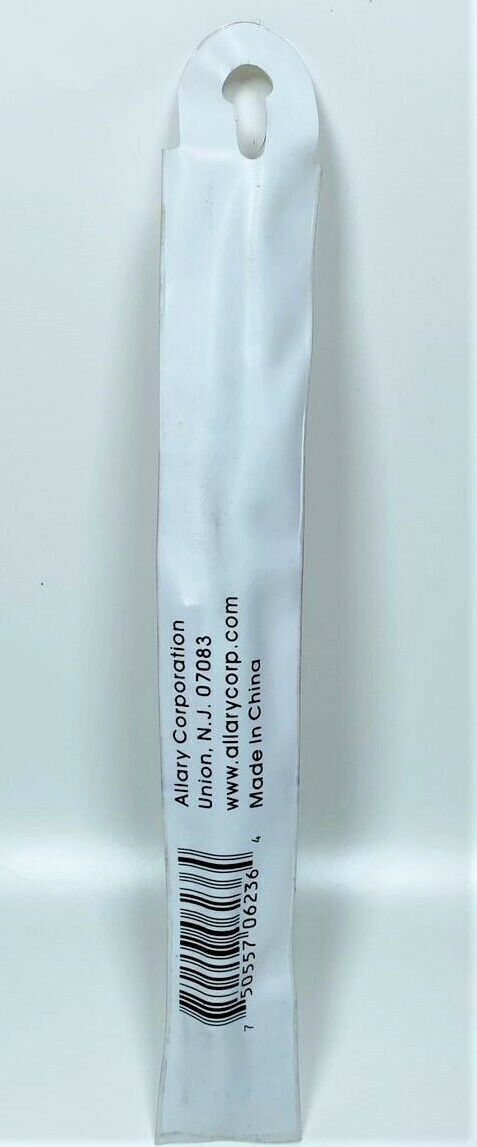 Allary Corporation
Union, N.J. 07083
www.allarycorp.com
Made In China
7 50557 06236 4